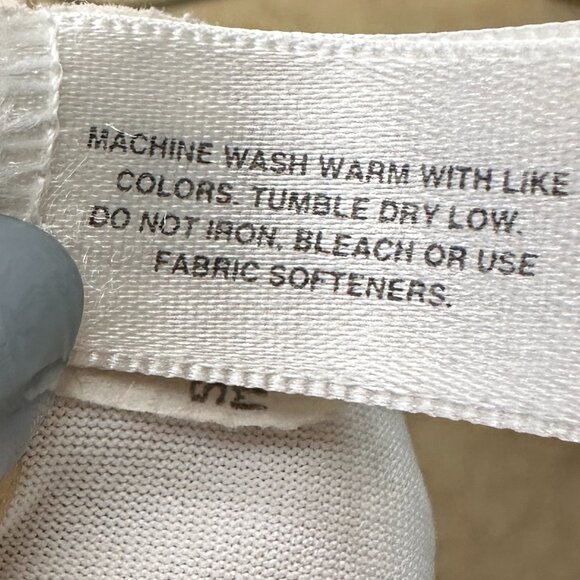 MACHINE WASH WARM WITH LIKE
COLORS. TUMBLE DRY LOW.
DO NOT IRON, BLEACH OR USE
FABRIC SOFTENERS.